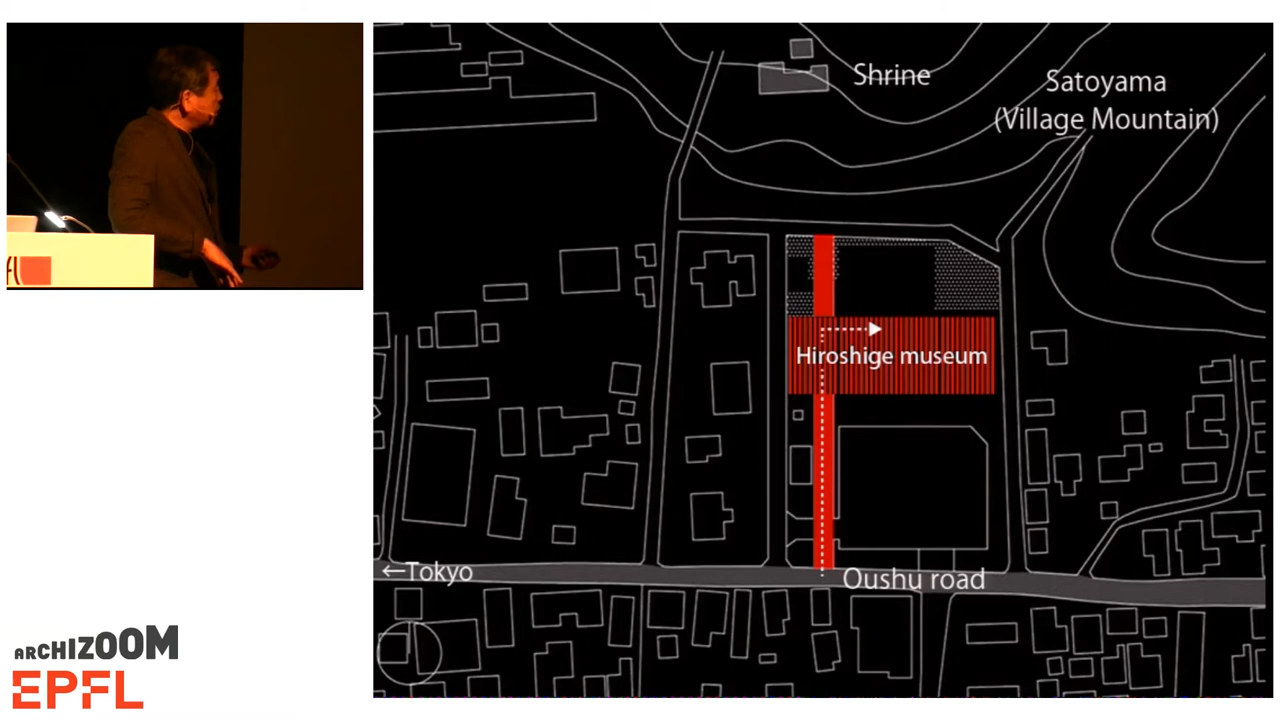 Shrine
Satoyama
(Village Mountain)
Hiroshige museum
←Tokyo
Oushu road
ARCHIZOOM
EPFL